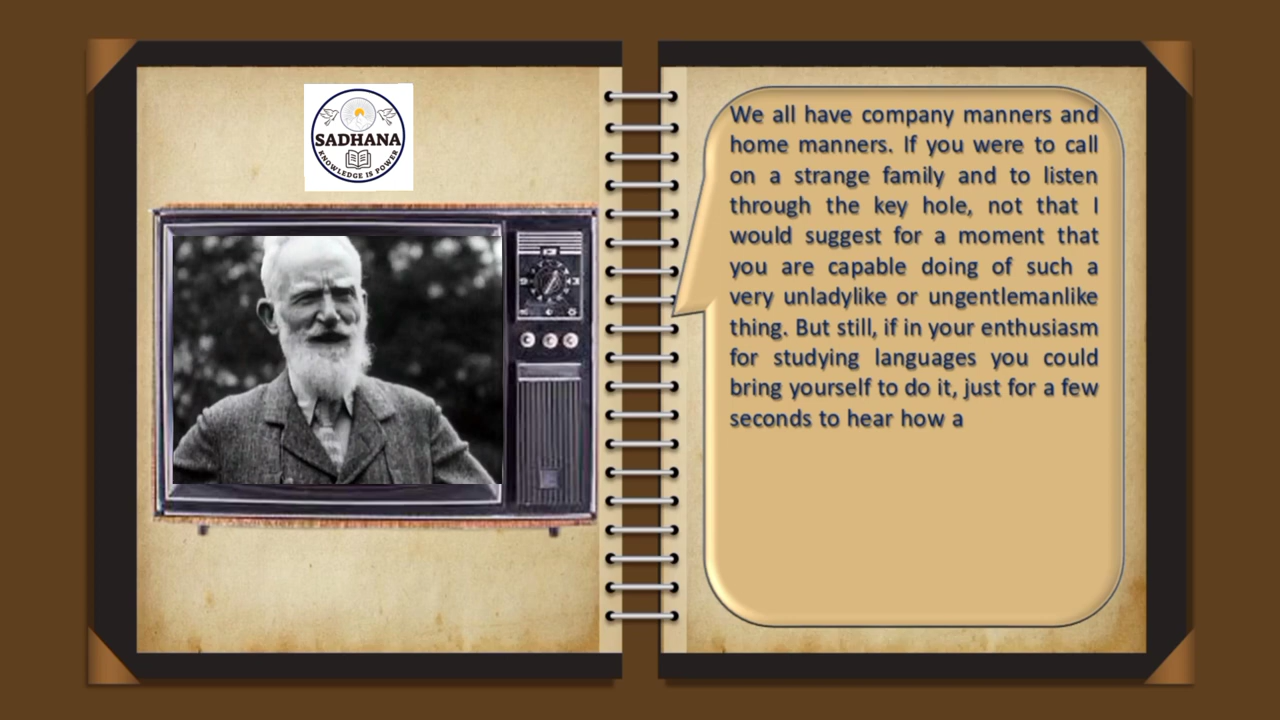 SADHANA
KNOWLEDGE IS POWER
We all have company manners and
home manners. If you were to call
on a strange family and to listen
through the key hole, not that I
would suggest for a moment that
you are capable doing of such a
very unladylike or ungentlemanlike
thing. But still, if in your enthusiasm
for studying languages you could
bring yourself to do it, just for a few
seconds to hear how a